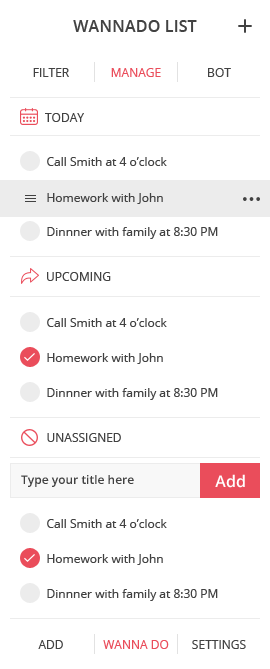 WANNADO LIST +
FILTER MANAGE BOT
TODAY
Call Smith at 4 o'clock
Homework with John
Dinnner with family at 8:30 PM
UPCOMING
Call Smith at 4 o'clock
Homework with John
Dinnner with family at 8:30 PM
UNASSIGNED
Type your title here Add
Call Smith at 4 o'clock
Homework with John
Dinnner with family at 8:30 PM
ADD WANNA DO SETTINGS